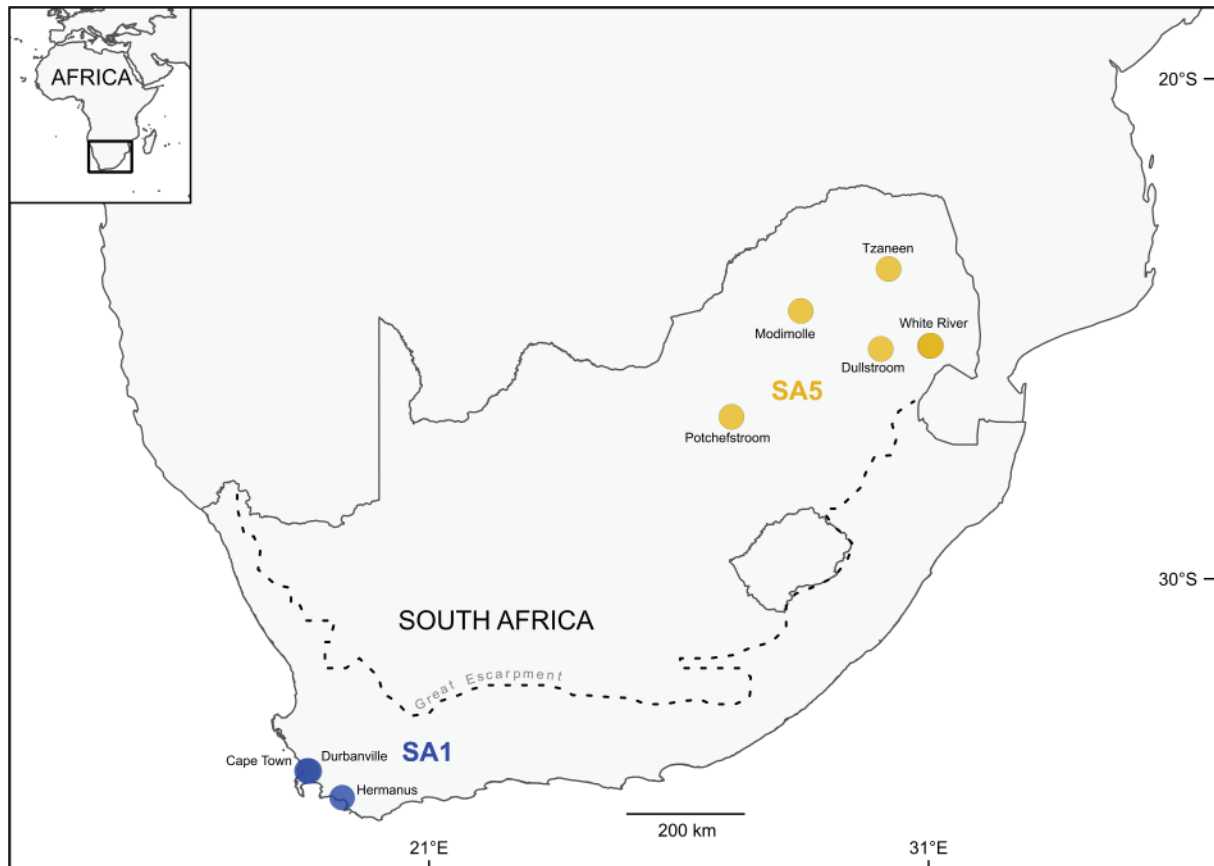 AFRICA
20°S
Tzaneen
White River
Modimolle
Dullstroom
SA5
Potchefstroom
30°S
SOUTH AFRICA
Great Escarpment
SA1
Durbanville
Cape Town
Hermanus
200 km
21°E
31°E